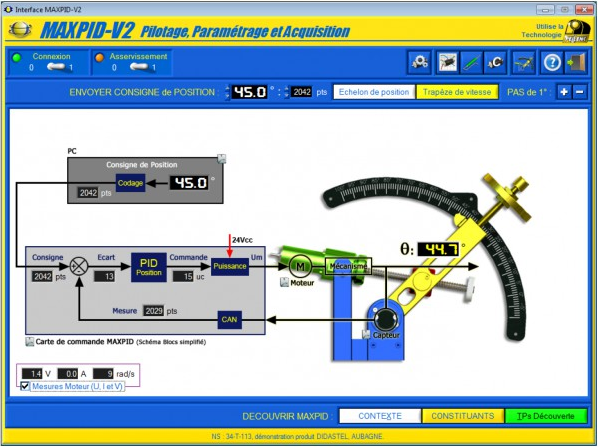 Interface MAXPID-V2
MAXPID-V2 Pilotage, Paramétrage et Acquisition
Utilise la
Technologie
Connexion
0 1
Asservissement
0 1
ENVOYER CONSIGNE de POSITION : 45.0 ° : 2042 pts Echelon de position Trapèze de vitesse PAS de 1° : + -
PC
Consigne de Position
Codage 45.0 °
2042 pts
24Vcc
Consigne Ecart PID Position Commande Puissance Um
2042 pts 13 15 uc
M
Moteur
Mécanisme
θ: 44.7 °
Mesure 2029 pts
CAN
Capteur
Carte de commande MAXPID (Schéma Blocs simplifié)
1.4 V 0.0 A 9 rad/s
Mesures Moteur (U, I et V)
DECOUVRIR MAXPID : CONTEXTE CONSTITUANTS TPs Découverte
NS : 34-T-113, démonstration produit DIDASTEL, AUBAGNE.